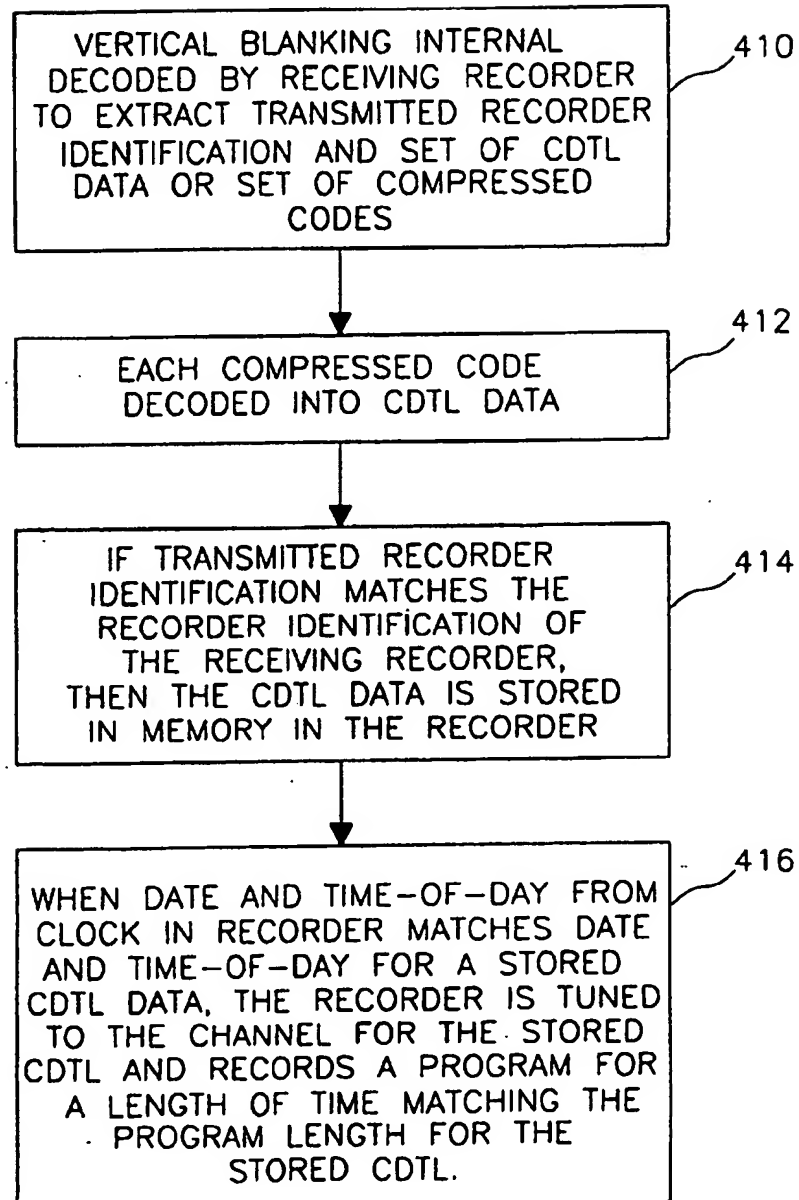 VERTICAL BLANKING INTERNAL
DECODED BY RECEIVING RECORDER
TO EXTRACT TRANSMITTED RECORDER
IDENTIFICATION AND SET OF CDTL
DATA OR SET OF COMPRESSED
CODES
410
EACH COMPRESSED CODE
DECODED INTO CDTL DATA
412
IF TRANSMITTED RECORDER
IDENTIFICATION MATCHES THE
RECORDER IDENTIFICATION OF
THE RECEIVING RECORDER,
THEN THE CDTL DATA IS STORED
IN MEMORY IN THE RECORDER
414
WHEN DATE AND TIME-OF-DAY FROM
CLOCK IN RECORDER MATCHES DATE
AND TIME-OF-DAY FOR A STORED
CDTL DATA, THE RECORDER IS TUNED
TO THE CHANNEL FOR THE STORED
CDTL AND RECORDS A PROGRAM FOR
A LENGTH OF TIME MATCHING THE
PROGRAM LENGTH FOR THE
STORED CDTL.
416